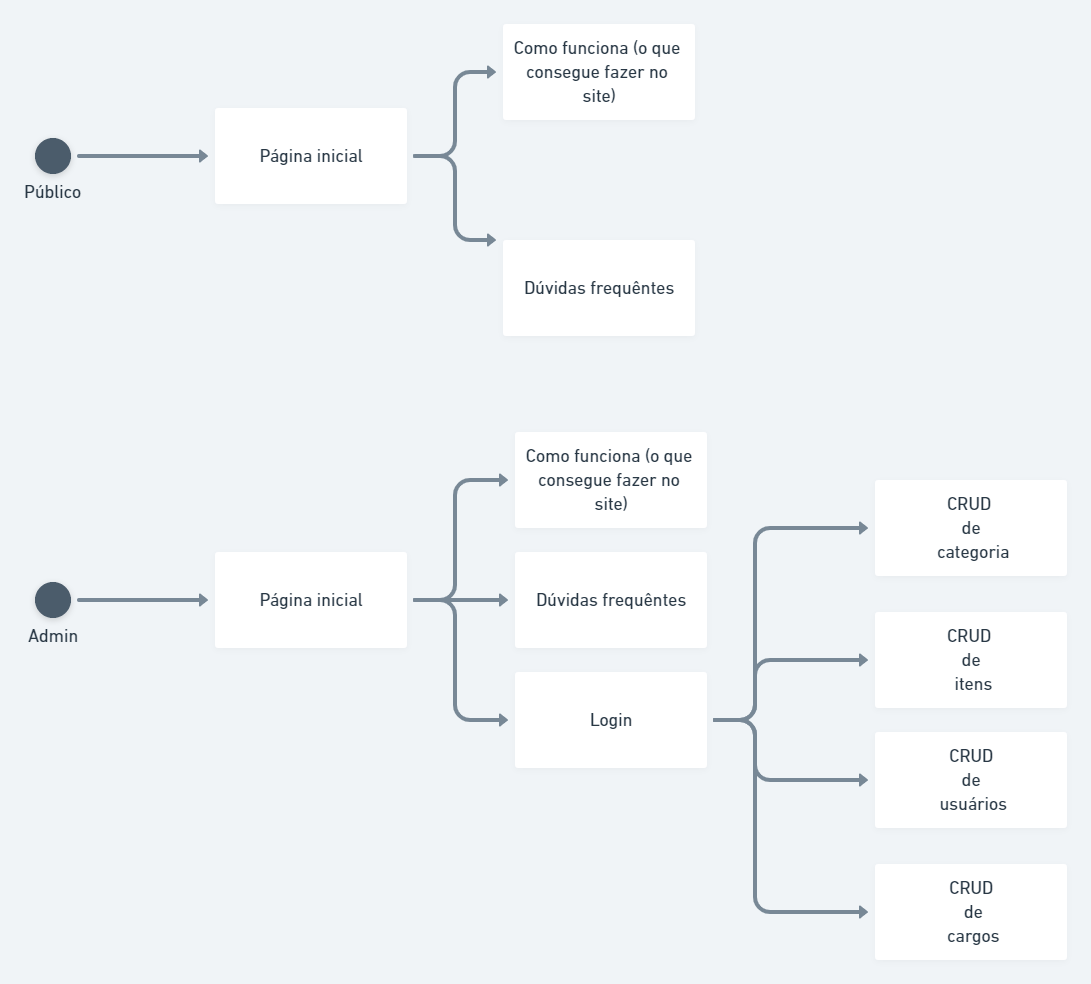 Como funciona (o que
consegue fazer no
site)
Página inicial
Público
Dúvidas frequêntes
Como funciona (o que
consegue fazer no
site)
CRUD
de
categoria
Página inicial
Dúvidas frequêntes
Admin
CRUD
de
itens
Login
CRUD
de
usuários
CRUD
de
cargos